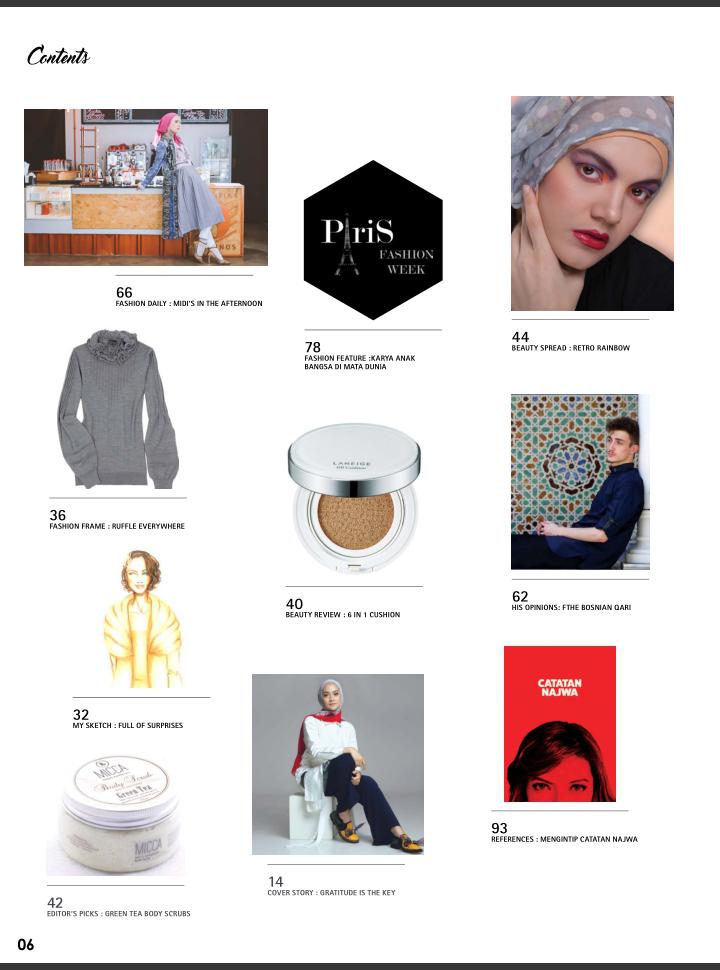 Contents
66
FASHION DAILY : MIDI'S IN THE AFTERNOON
PariS
FASHION
WEEK
78
FASHION FEATURE :KARYA ANAK
BANGSA DI MATA DUNIA
44
BEAUTY SPREAD : RETRO RAINBOW
36
FASHION FRAME : RUFFLE EVERYWHERE
LANEIGE
BB Cushion
40
BEAUTY REVIEW : 6 IN 1 CUSHION
62
HIS OPINIONS: FTHE BOSNIAN QARI
32
MY SKETCH : FULL OF SURPRISES
CATATAN
NAJWA
93
REFERENCES : MENGINTIP CATATAN NAJWA
MICCA
Body Scrub
Green Tea
MICCA
42
EDITOR'S PICKS : GREEN TEA BODY SCRUBS
14
COVER STORY : GRATITUDE IS THE KEY
06